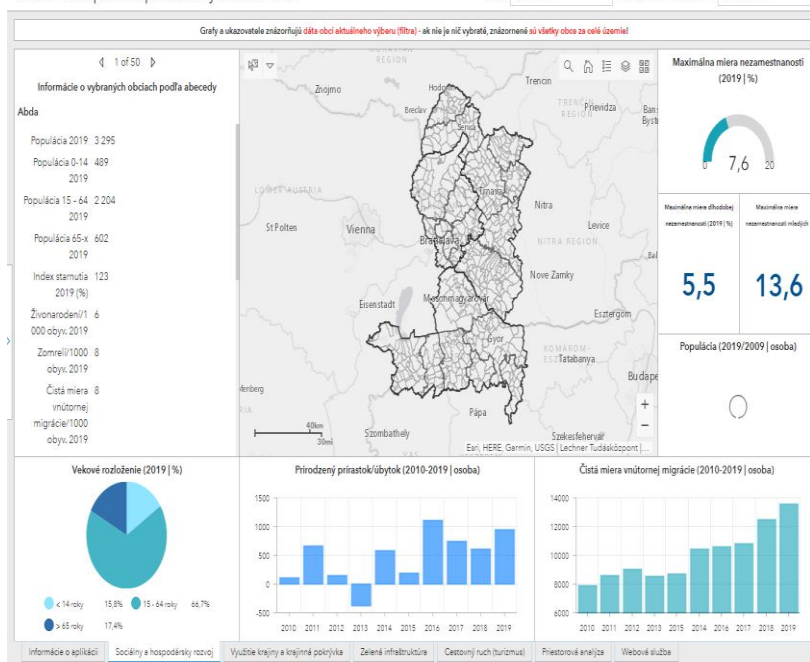 Grafy a ukazovatele znázorňujú dáta obcí aktuálneho výberu (filtra) - ak nie je nič vybraté, znázornené sú všetky obce za celé územie!
1 of 50
Informácie o vybraných obciach podľa abecedy
Abda
Populácia 2019 3 295
Populácia 0-14 489
2019
Populácia 15 - 64 2 204
2019
Populácia 65-x 602
2019
Index starnutia 123
2019 (%)
Živonarodení/1 6
000 obyv. 2019
Zomrelí/1000 8
obyv. 2019
Čistá miera 8
vnútornej
migrácie/1000
obyv. 2019
REGION
Znojmo
Hodonin
Breclav
Trencin
TRENČÍN
REGION
Prievidza
Senica
LOWER AUSTRIA
Trnava
Nitra
St Polten
Vienna
Bratislava
Levice
NITRA REGION
Nove Zamky
Eisenstadt
Mosonmagyarovar
Esztergom
Gyor
KOMÁROM-
Tatabanya
Budape
Pápa
Szombathely
Szekesfehervar
40km
30mi
+
−
Esri, HERE, Garmin, USGS | Lechner Tudásközpont |...
Maximálna miera nezamestnanosti
(2019 | %)
0 7,6 20
Maximálna miera dlhodobej
nezamestnanosti (2019 | %)
5,5
Maximálna miera
nezamestnanosti mladých
13,6
Populácia (2019/2009 | osoba)
Vekové rozloženie (2019 | %)
< 14 roky 15,8% 15 - 64 roky 66,7%
> 65 roky 17,4%
Prirodzený prírastok/úbytok (2010-2019 | osoba)
1500
1000
500
0
-500
2010 2011 2012 2013 2014 2015 2016 2017 2018 2019
Čistá miera vnútornej migrácie (2010-2019 | osoba)
14000
12000
10000
8000
6000
2010 2011 2012 2013 2014 2015 2016 2017 2018 2019
Informácie o aplikácii Sociálny a hospodársky rozvoj Využitie krajiny a krajinná pokrývka Zelená infraštruktúra Cestovný ruch (turizmus) Priestorová analýza Webová služba